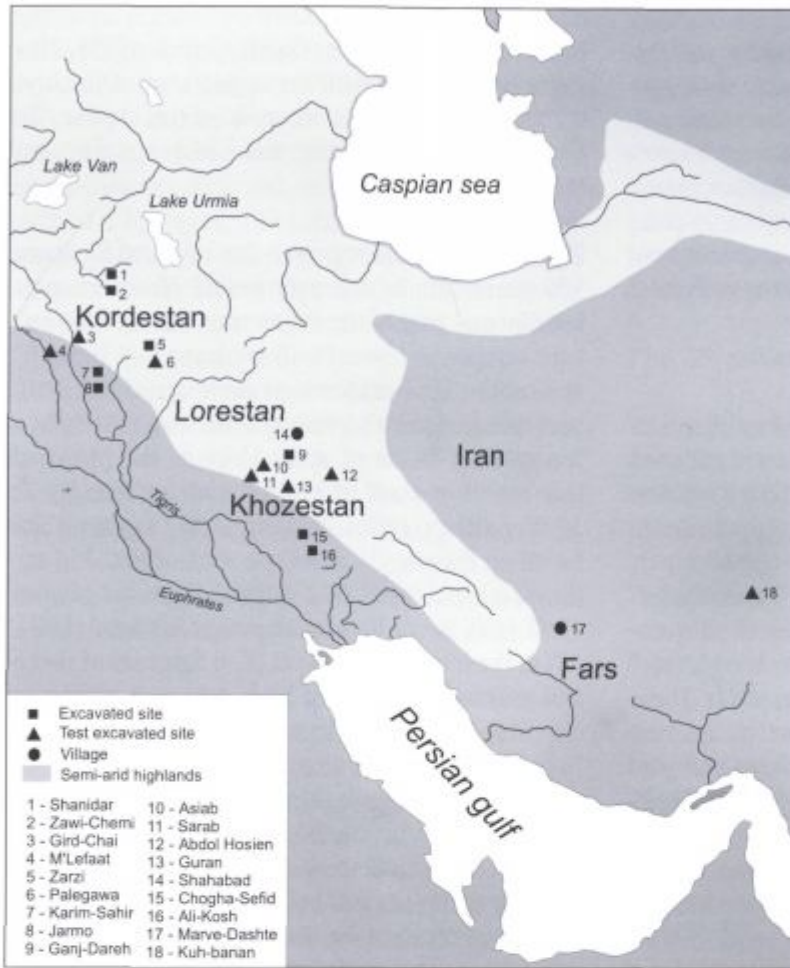 Lake Van
Lake Urmia
Caspian sea
1
2
Kordestan
3
4
5
6
7
8
Lorestan
14
9
10
11
12
13
Iran
Khozestan
Tigris
15
16
Euphrates
18
17
Fars
Persian gulf
Excavated site
Test excavated site
Village
Semi-arid highlands
1 - Shanidar
2 - Zawi-Chemi
3 - Gird-Chai
4 - M'Lefaat
5 - Zarzi
6 - Palegawa
7 - Karim-Sahir
8 - Jarmo
9 - Ganj-Dareh
10 - Asiab
11 - Sarab
12 - Abdol Hosien
13 - Guran
14 - Shahabad
15 - Chogha-Sefid
16 - Ali-Kosh
17 - Marve-Dashte
18 - Kuh-banan